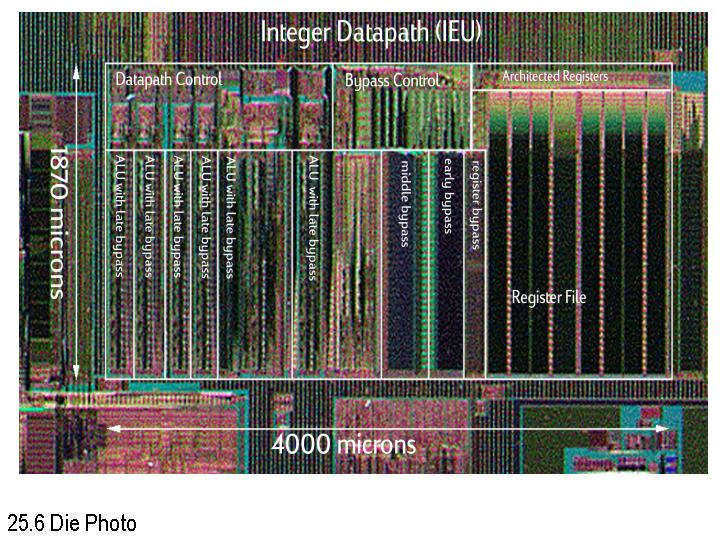 Integer Datapath (IEU)
Datapath Control
Bypass Control
Architected Registers
1870 microns
ALU with late bypass
ALU with late bypass
ALU with late bypass
ALU with late bypass
ALU with late bypass
ALU with late bypass
middle bypass
early bypass
register bypass
Register File
4000 microns
25.6 Die Photo